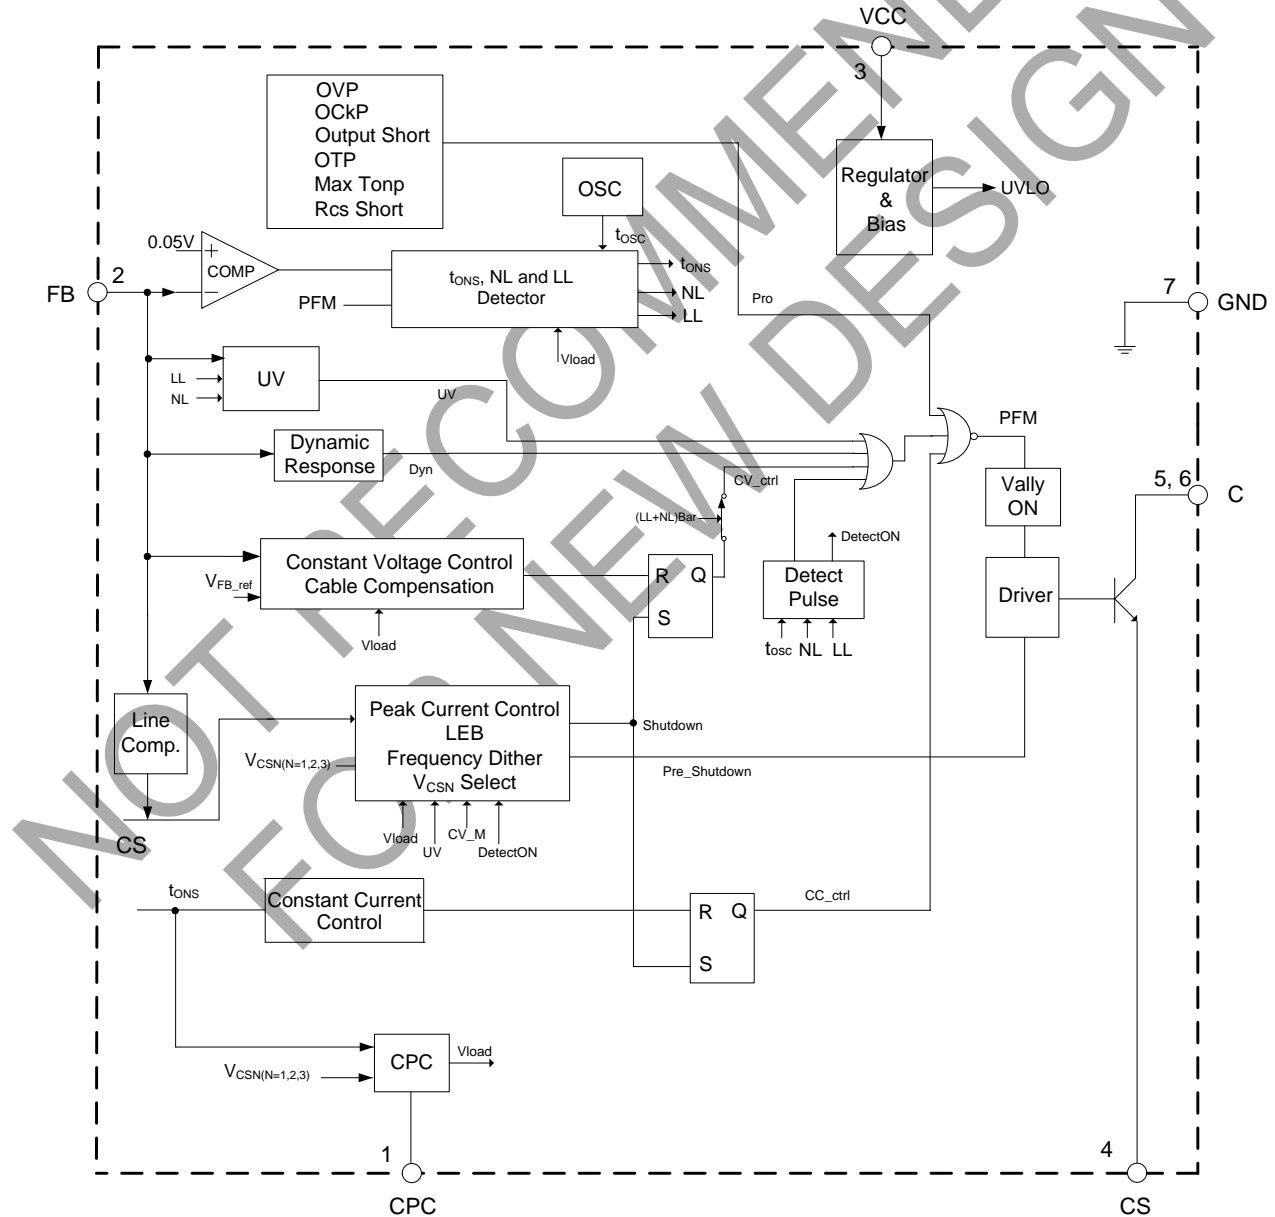 VCC
3
OVP
OCkP
Output Short
OTP
Max Tonp
Rcs Short
OSC
tOSC
Regulator
&
Bias
UVLO
0.05V
+
COMP
−
FB
2
PFM
tONS, NL and LL
Detector
tONS
NL
LL
Vload
Pro
7
GND
LL
NL
UV
UV
Dynamic
Response
Dyn
CV_ctrl
(LL+NL)Bar
PFM
Vally
ON
5, 6
C
DetectON
Constant Voltage Control
Cable Compensation
VFB_ref
Vload
R
Q
S
Detect
Pulse
tosc
NL
LL
Driver
Line
Comp.
Peak Current Control
LEB
Frequency Dither
VCSN Select
VCSN(N=1,2,3)
Shutdown
Pre_Shutdown
CS
Vload
UV
CV_M
DetectON
tONS
Constant Current
Control
R
Q
S
CC_ctrl
CPC
Vload
VCSN(N=1,2,3)
1
CPC
4
CS
NOT RECOMMENDE
FOR NEW DESIGN